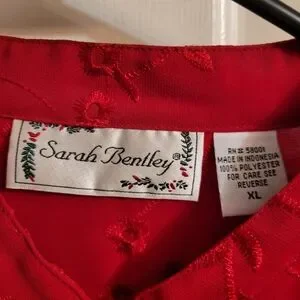 Sarah Bentley®
RN# 58001
MADE IN INDONESIA
100% POLYESTER
FOR CARE SEE
REVERSE
XL